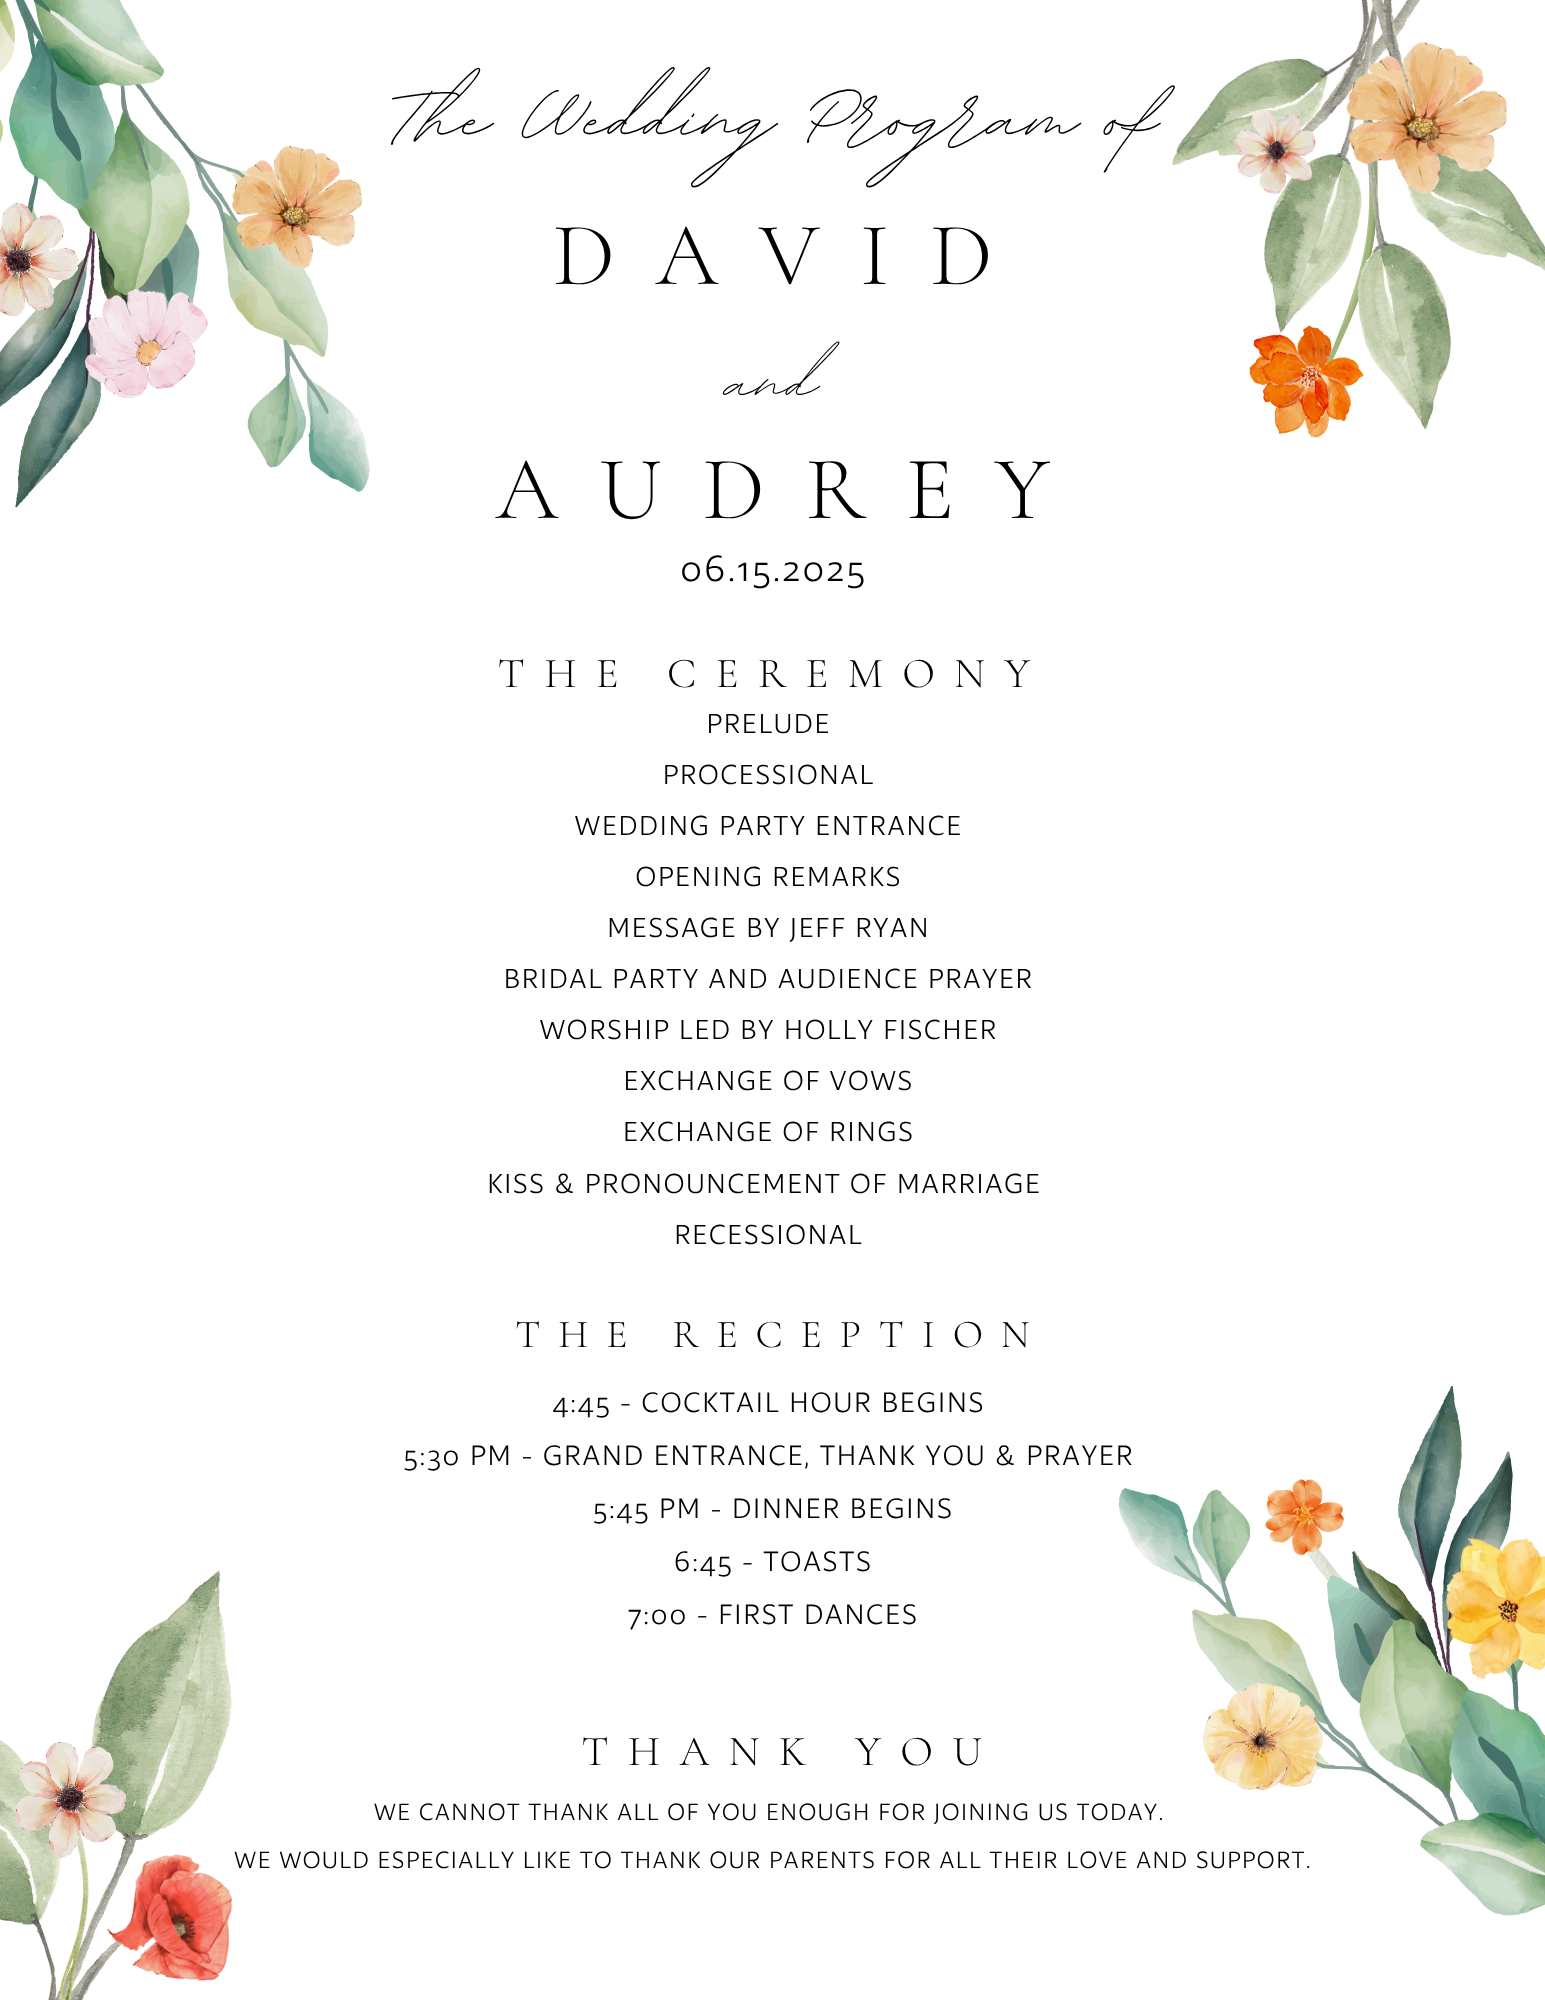 The Wedding Program of
DAVID
and
AUDREY
06.15.2025
THE CEREMONY
PRELUDE
PROCESSIONAL
WEDDING PARTY ENTRANCE
OPENING REMARKS
MESSAGE BY JEFF RYAN
BRIDAL PARTY AND AUDIENCE PRAYER
WORSHIP LED BY HOLLY FISCHER
EXCHANGE OF VOWS
EXCHANGE OF RINGS
KISS & PRONOUNCEMENT OF MARRIAGE
RECESSIONAL
THE RECEPTION
4:45 - COCKTAIL HOUR BEGINS
5:30 PM - GRAND ENTRANCE, THANK YOU & PRAYER
5:45 PM - DINNER BEGINS
6:45 - TOASTS
7:00 - FIRST DANCES
THANK YOU
WE CANNOT THANK ALL OF YOU ENOUGH FOR JOINING US TODAY.
WE WOULD ESPECIALLY LIKE TO THANK OUR PARENTS FOR ALL THEIR LOVE AND SUPPORT.